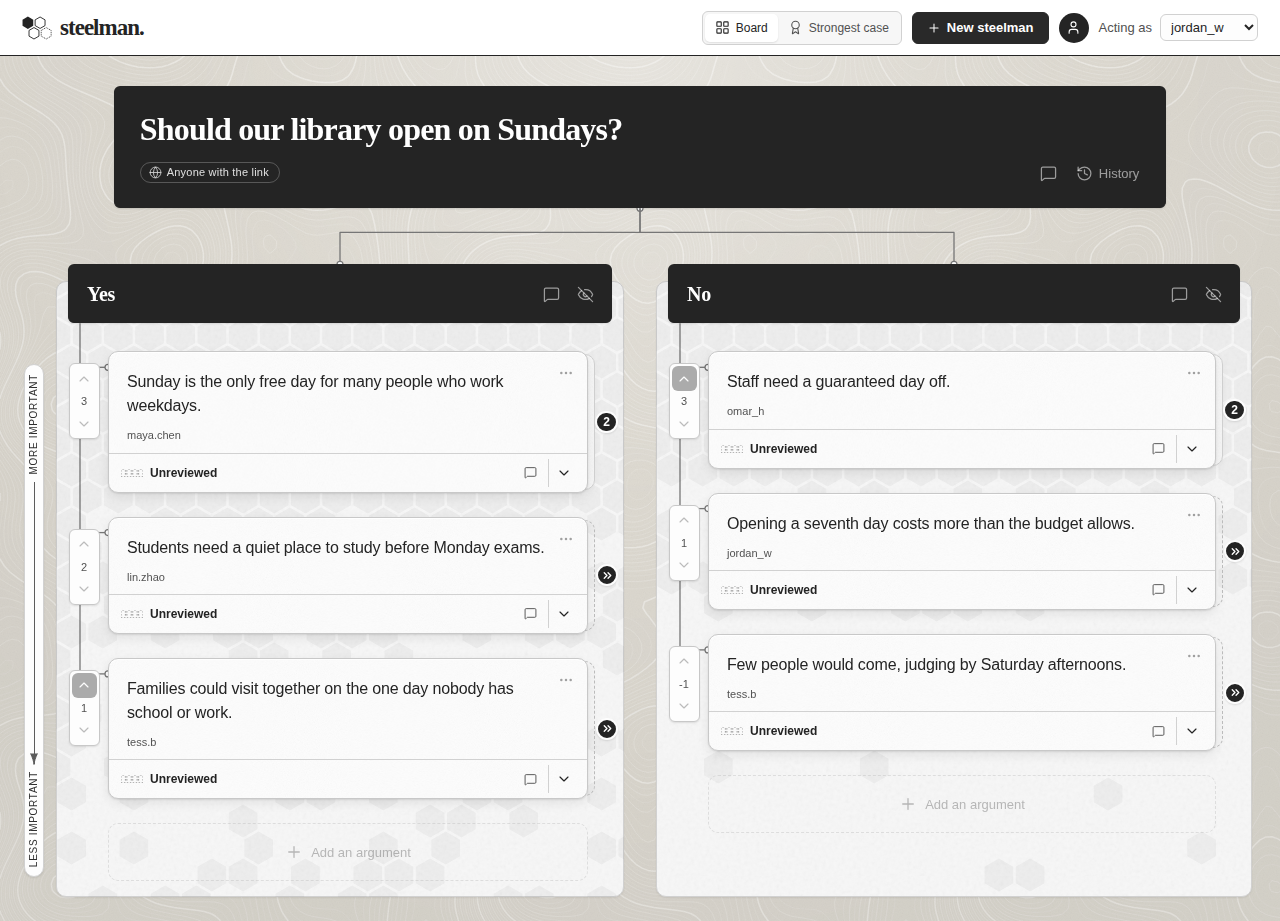 steelman.
Board
Strongest case
New steelman
Acting as
jordan_w
Should our library open on Sundays?
Anyone with the link
History
Yes
No
MORE IMPORTANT
LESS IMPORTANT
3
Sunday is the only free day for many people who work
weekdays.
maya.chen
2
Unreviewed
2
Students need a quiet place to study before Monday exams.
lin.zhao
Unreviewed
1
Families could visit together on the one day nobody has
school or work.
tess.b
Unreviewed
Add an argument
3
Staff need a guaranteed day off.
omar_h
2
Unreviewed
1
Opening a seventh day costs more than the budget allows.
jordan_w
Unreviewed
-1
Few people would come, judging by Saturday afternoons.
tess.b
Unreviewed
Add an argument